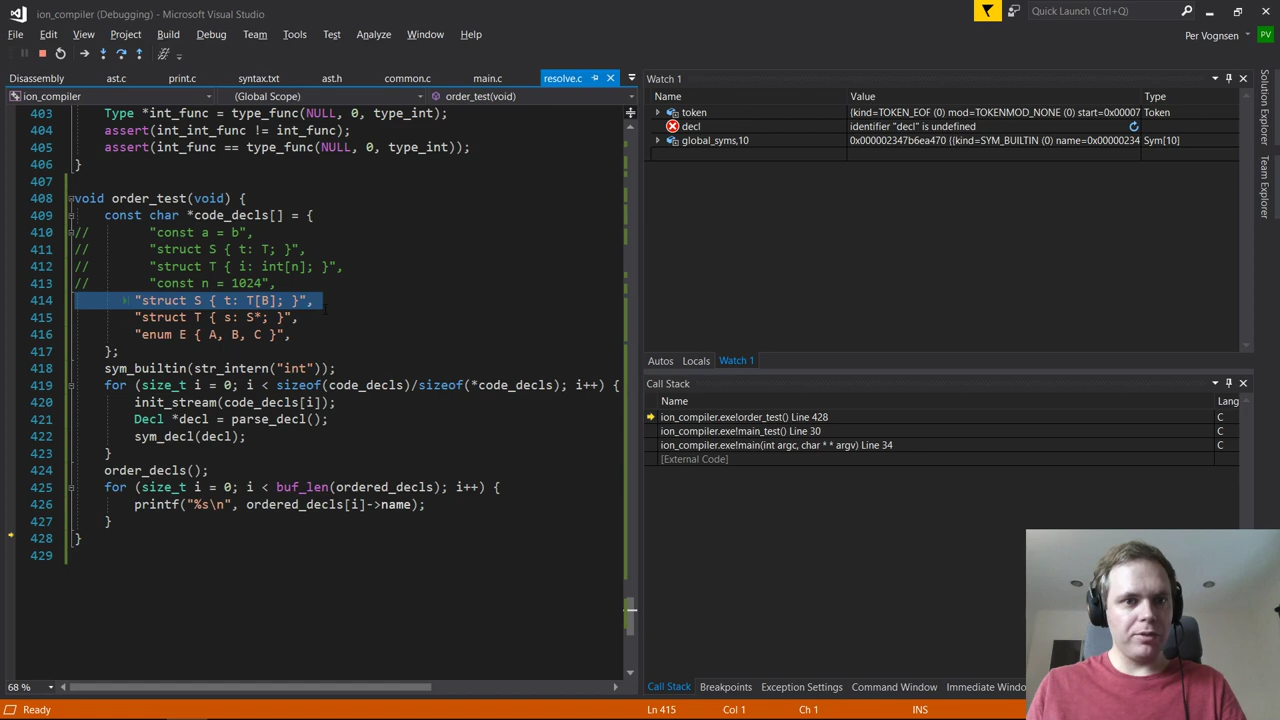 ion_compiler (Debugging) - Microsoft Visual Studio
Quick Launch (Ctrl+Q)
File Edit View Project Build Debug Team Tools Test Analyze Window Help
Per Vognsen PV
Disassembly ast.c print.c syntax.txt ast.h common.c main.c resolve.c
ion_compiler (Global Scope) order_test(void)
403 Type *int_func = type_func(NULL, 0, type_int);
404 assert(int_int_func != int_func);
405 assert(int_func == type_func(NULL, 0, type_int));
406 }
407
408 void order_test(void) {
409 const char *code_decls[] = {
410 // "const a = b",
411 // "struct S { t: T; }",
412 // "struct T { i: int[n]; }",
413 // "const n = 1024",
414 "struct S { t: T[B]; }",
415 "struct T { s: S*; }",
416 "enum E { A, B, C }",
417 };
418 sym_builtin(str_intern("int"));
419 for (size_t i = 0; i < sizeof(code_decls)/sizeof(*code_decls); i++) {
420 init_stream(code_decls[i]);
421 Decl *decl = parse_decl();
422 sym_decl(decl);
423 }
424 order_decls();
425 for (size_t i = 0; i < buf_len(ordered_decls); i++) {
426 printf("%s\n", ordered_decls[i]->name);
427 }
428 }
429
68 %
Watch 1
Name Value Type
token {kind=TOKEN_EOF (0) mod=TOKENMOD_NONE (0) start=0x00007 Token
decl identifier "decl" is undefined
global_syms,10 0x000002347b6ea470 {{kind=SYM_BUILTIN (0) name=0x00000234 Sym[10]
Autos Locals Watch 1
Call Stack
Name Lang
ion_compiler.exe!order_test() Line 428 C
ion_compiler.exe!main_test() Line 30 C
ion_compiler.exe!main(int argc, char * * argv) Line 34 C
[External Code]
Call Stack Breakpoints Exception Settings Command Window Immediate Windo
Solution Explorer
Team Explorer
Ready Ln 415 Col 1 Ch 1 INS